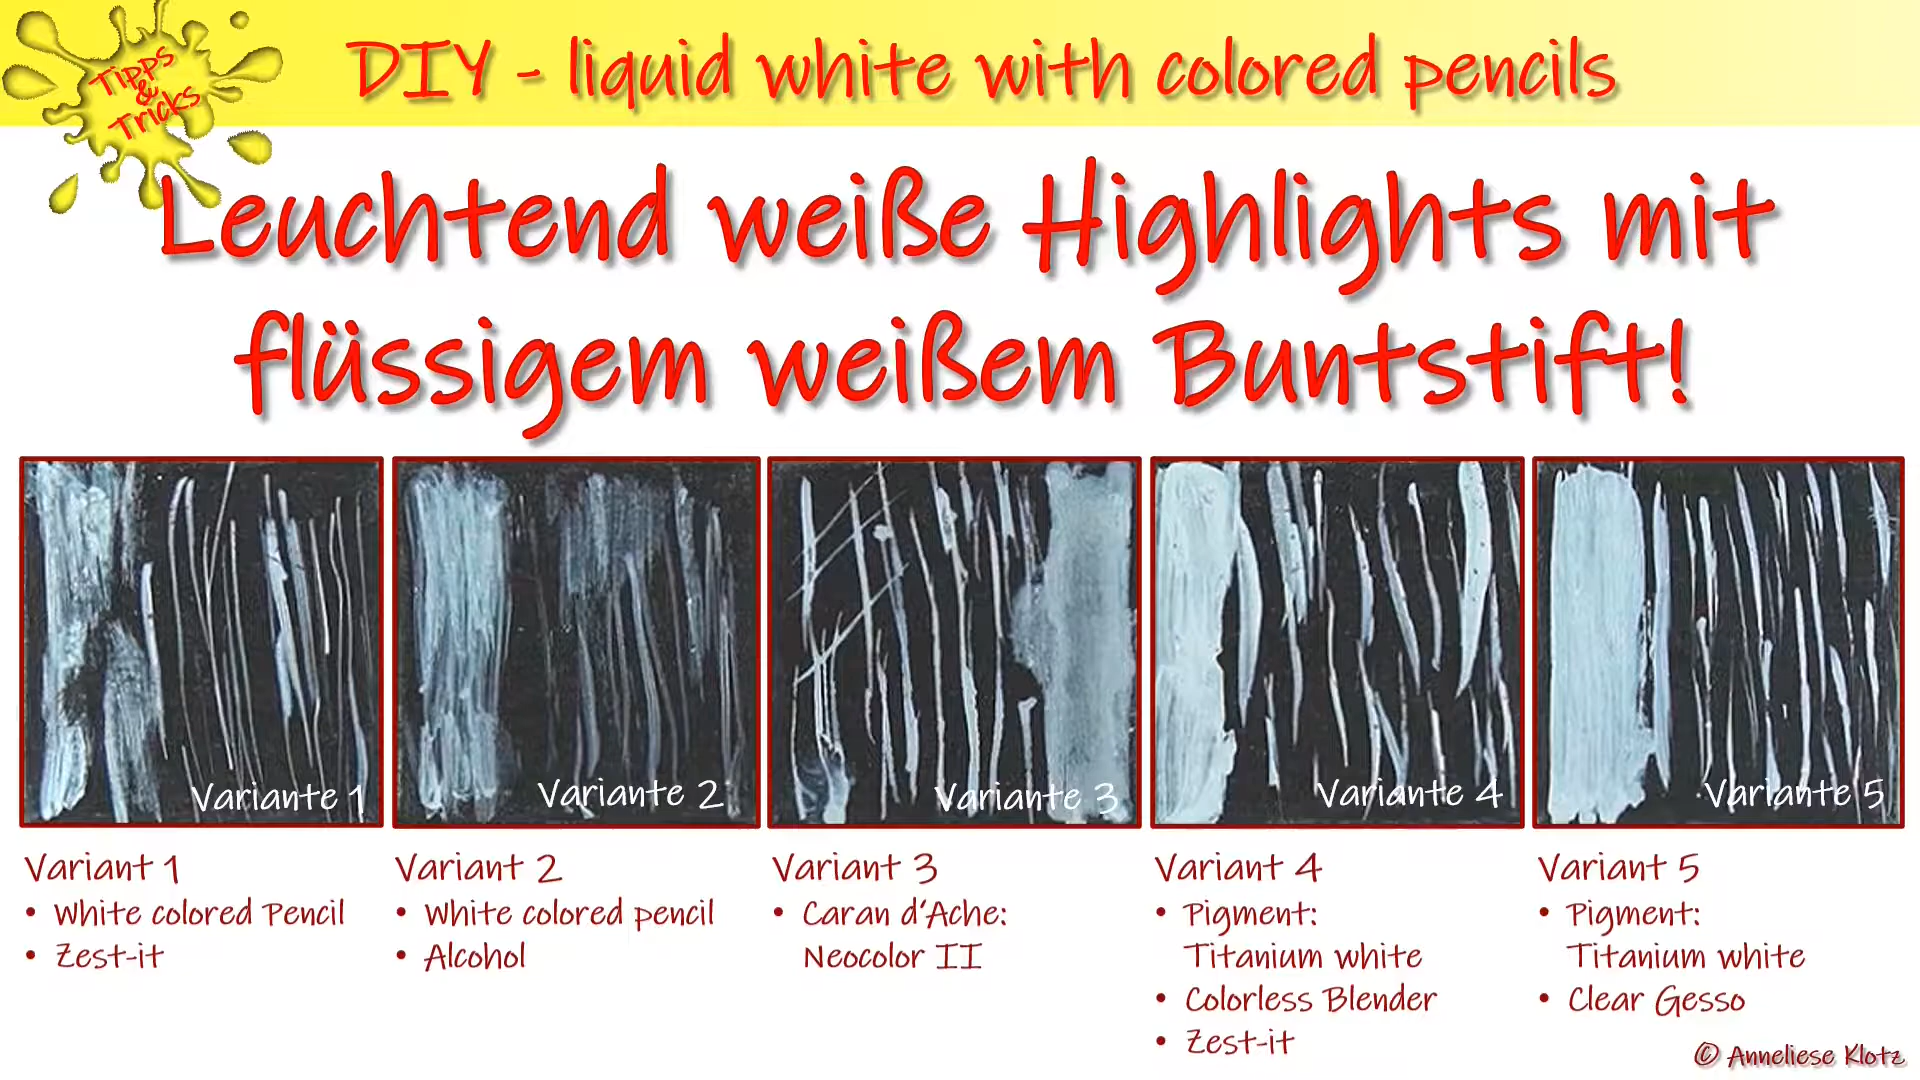 Tipps
&
Tricks
DIY - liquid white with colored pencils
Leuchtend weiße Highlights mit
flüssigem weißem Buntstift!
Variante 1
Variante 2
Variante 3
Variante 4
Variante 5
Variant 1
• White colored Pencil
• Zest-it
Variant 2
• White colored pencil
• Alcohol
Variant 3
• Caran d'Ache:
Neocolor II
Variant 4
• Pigment:
Titanium white
• Colorless Blender
• Zest-it
Variant 5
• Pigment:
Titanium white
• Clear Gesso
© Anneliese Klotz